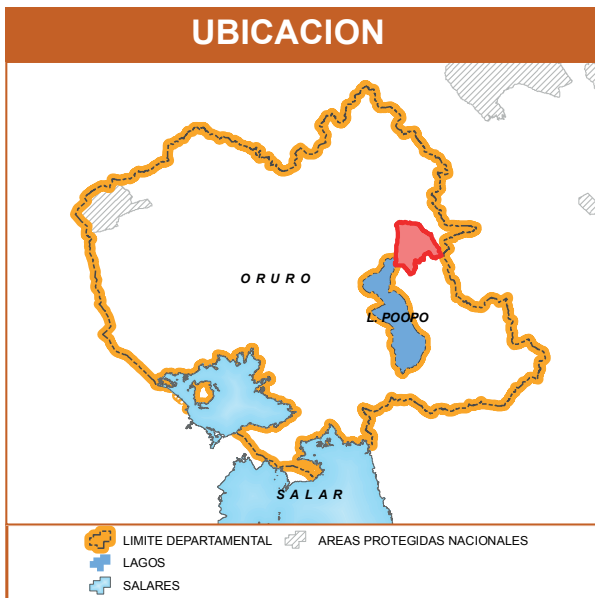 UBICACION
ORURO
L. POOPO
SALAR
LIMITE DEPARTAMENTAL
AREAS PROTEGIDAS NACIONALES
LAGOS
SALARES